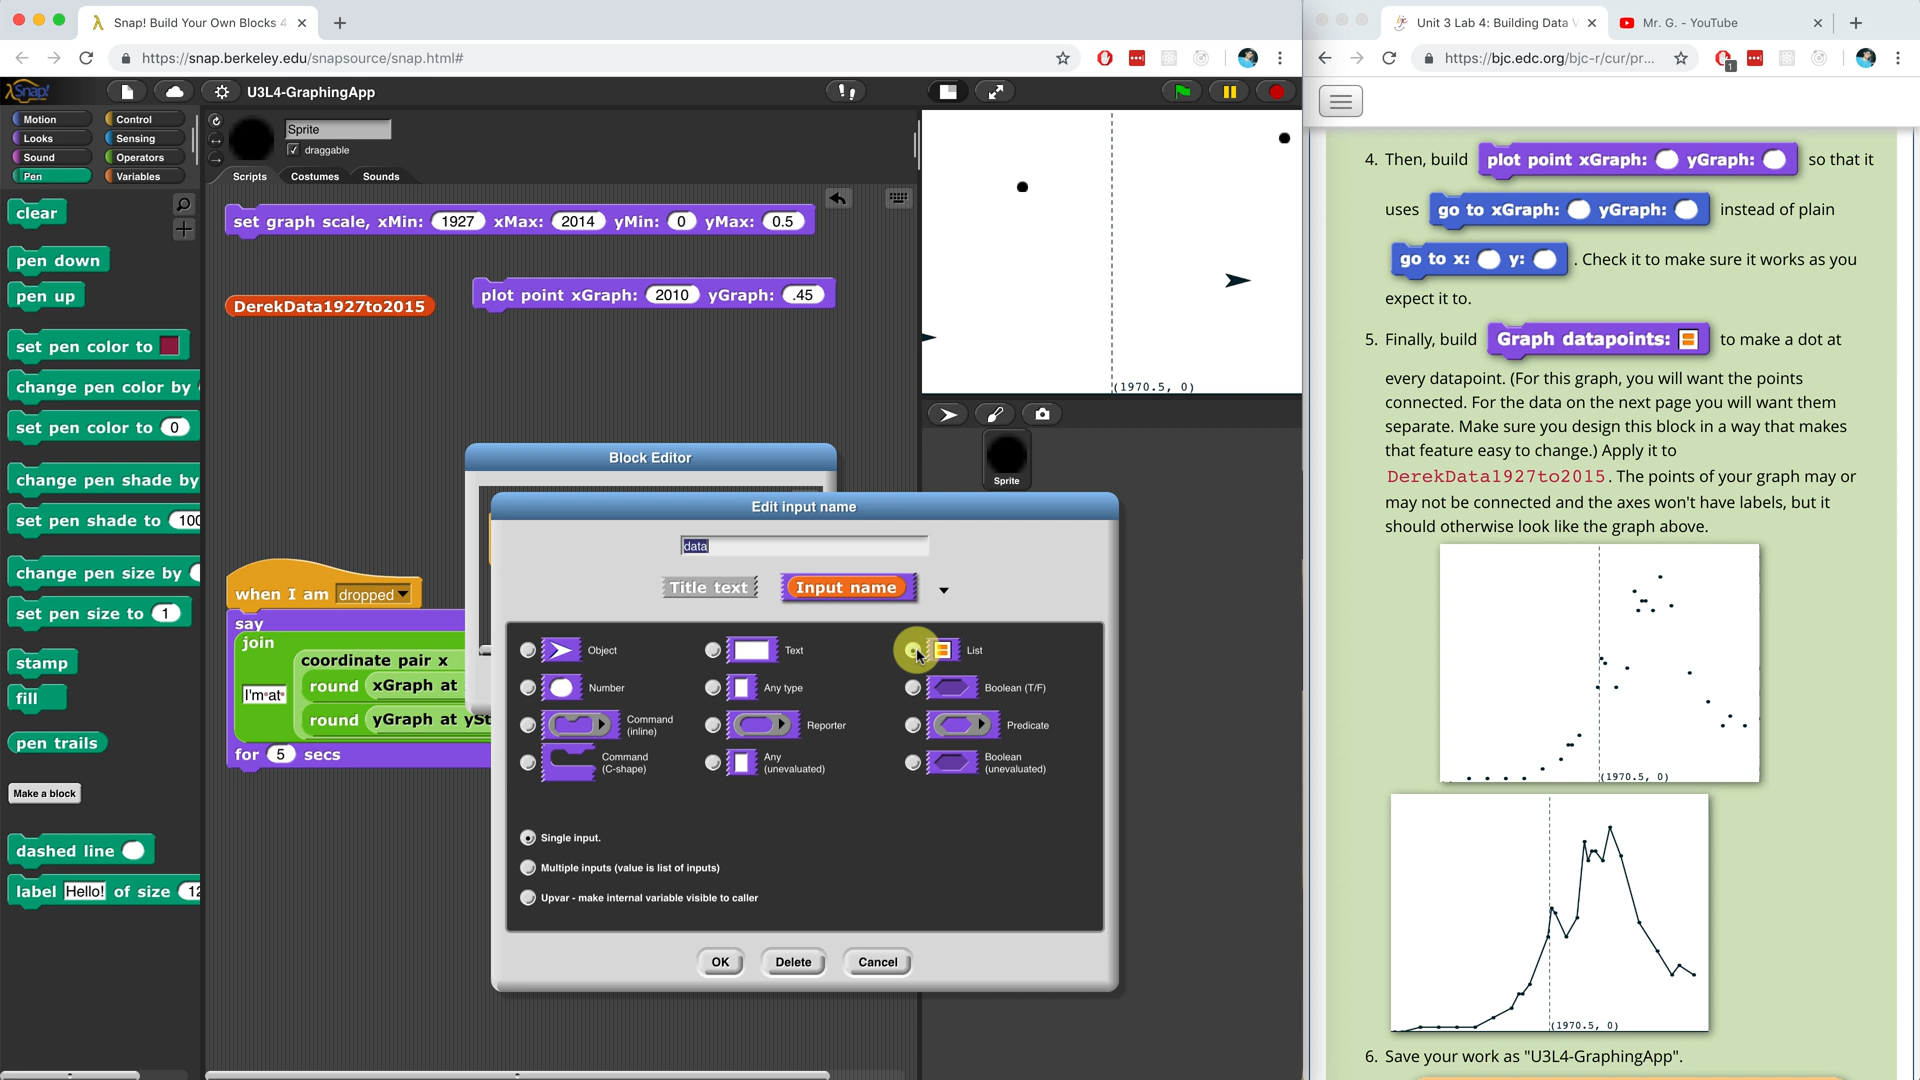 Snap! Build Your Own Blocks 4
https://snap.berkeley.edu/snapsource/snap.html#
Snap!
U3L4-GraphingApp
Motion
Control
Looks
Sensing
Sound
Operators
Pen
Variables
Sprite
draggable
Scripts
Costumes
Sounds
clear
pen down
pen up
set pen color to
change pen color by
set pen color to 0
change pen shade by
set pen shade to 100
change pen size by
set pen size to 1
stamp
fill
pen trails
Make a block
dashed line
label Hello! of size 12
set graph scale, xMin: 1927 xMax: 2014 yMin: 0 yMax: 0.5
DerekData1927to2015
plot point xGraph: 2010 yGraph: .45
when I am dropped
say
join
I'm at
coordinate pair x
round xGraph at
round yGraph at ySt
for 5 secs
(1970.5, 0)
Sprite
Block Editor
Edit input name
data
Title text
Input name
Object
Text
List
Number
Any type
Boolean (T/F)
Command
(inline)
Reporter
Predicate
Command
(C-shape)
Any
(unevaluated)
Boolean
(unevaluated)
Single input.
Multiple inputs (value is list of inputs)
Upvar - make internal variable visible to caller
OK
Delete
Cancel
Unit 3 Lab 4: Building Data V
Mr. G. - YouTube
https://bjc.edc.org/bjc-r/cur/pr...
1
4. Then, build plot point xGraph: yGraph: so that it
uses go to xGraph: yGraph: instead of plain
go to x: y: . Check it to make sure it works as you
expect it to.
5. Finally, build Graph datapoints: to make a dot at
every datapoint. (For this graph, you will want the points
connected. For the data on the next page you will want them
separate. Make sure you design this block in a way that makes
that feature easy to change.) Apply it to
DerekData1927to2015. The points of your graph may or
may not be connected and the axes won't have labels, but it
should otherwise look like the graph above.
(1970.5, 0)
(1970.5, 0)
6. Save your work as "U3L4-GraphingApp".